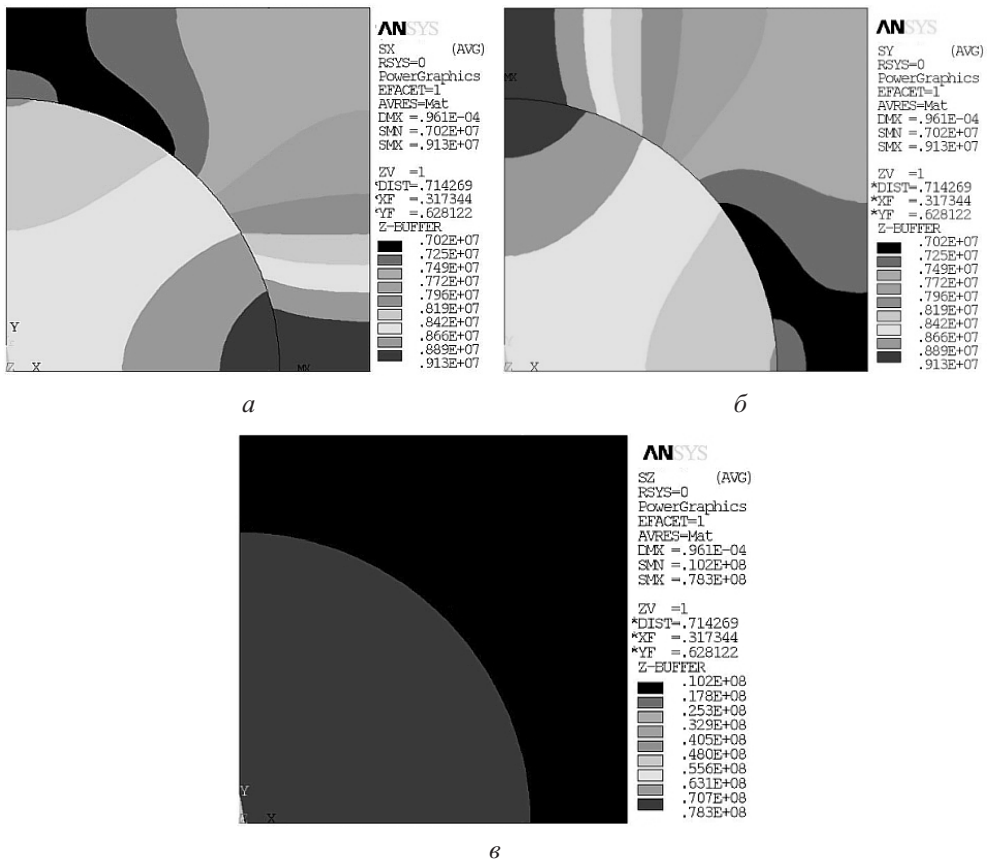 ANSYS
SX (AVG)
RSYS=0
PowerGraphics
EFACET=1
AVRES=Mat
DMX =.961E-04
SMN =.702E+07
SMX =.913E+07
ZV =1
*DIST=.714269
*XF =.317344
*YF =.628122
Z-BUFFER
.702E+07
.725E+07
.749E+07
.772E+07
.796E+07
.819E+07
.842E+07
.866E+07
.889E+07
.913E+07
Y
Z X
MX
а
ANSYS
SY (AVG)
RSYS=0
PowerGraphics
EFACET=1
AVRES=Mat
DMX =.961E-04
SMN =.702E+07
SMX =.913E+07
ZV =1
*DIST=.714269
*XF =.317344
*YF =.628122
Z-BUFFER
.702E+07
.725E+07
.749E+07
.772E+07
.796E+07
.819E+07
.842E+07
.866E+07
.889E+07
.913E+07
MX
Y
Z X
б
ANSYS
SZ (AVG)
RSYS=0
PowerGraphics
EFACET=1
AVRES=Mat
DMX =.961E-04
SMN =.102E+08
SMX =.783E+08
ZV =1
*DIST=.714269
*XF =.317344
*YF =.628122
Z-BUFFER
.102E+08
.178E+08
.253E+08
.329E+08
.405E+08
.480E+08
.556E+08
.631E+08
.707E+08
.783E+08
Y
Z X
в